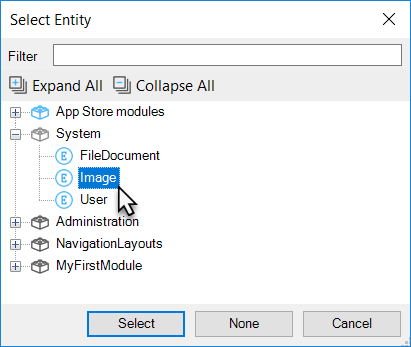 Select Entity
Filter
Expand All Collapse All
App Store modules
System
E FileDocument
E Image
E User
Administration
NavigationLayouts
MyFirstModule
Select None Cancel